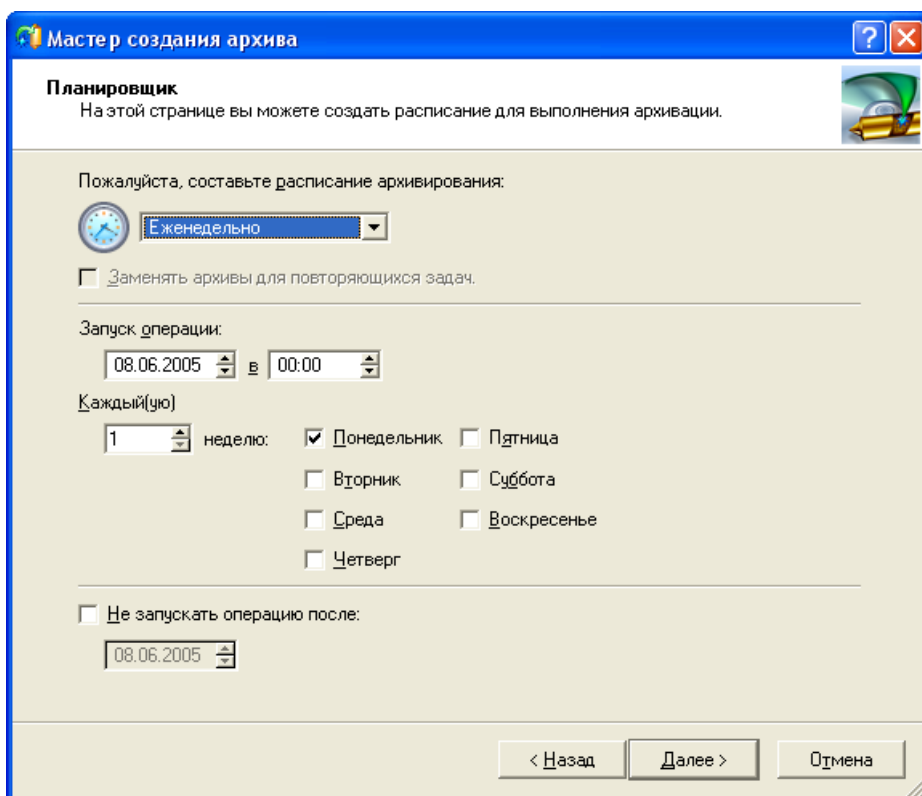 Мастер создания архива
Планировщик
На этой странице вы можете создать расписание для выполнения архивации.
Пожалуйста, составьте расписание архивирования:
Еженедельно
Заменять архивы для повторяющихся задач.
Запуск операции:
08.06.2005 в 00:00
Каждый(ую)
1 неделю: Понедельник Пятница
Вторник Суббота
Среда Воскресенье
Четверг
Не запускать операцию после:
08.06.2005
< Назад Далее > Отмена